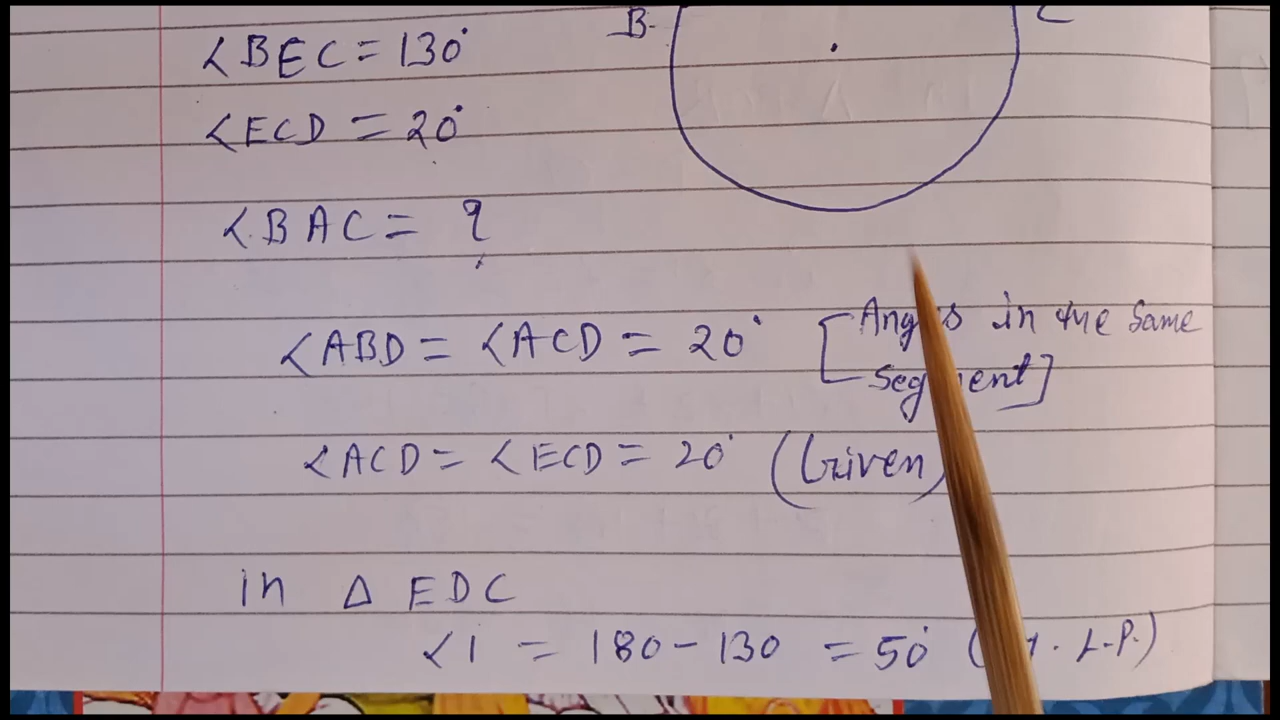 ∠BEC = 130°
B
C
∠ECD = 20°
∠BAC = ?
∠ABD = ∠ACD = 20° [Angles in the Same
Segment]
∠ACD = ∠ECD = 20° (Given)
in Δ EDC
∠1 = 180 - 130 = 50° ( L.P.)